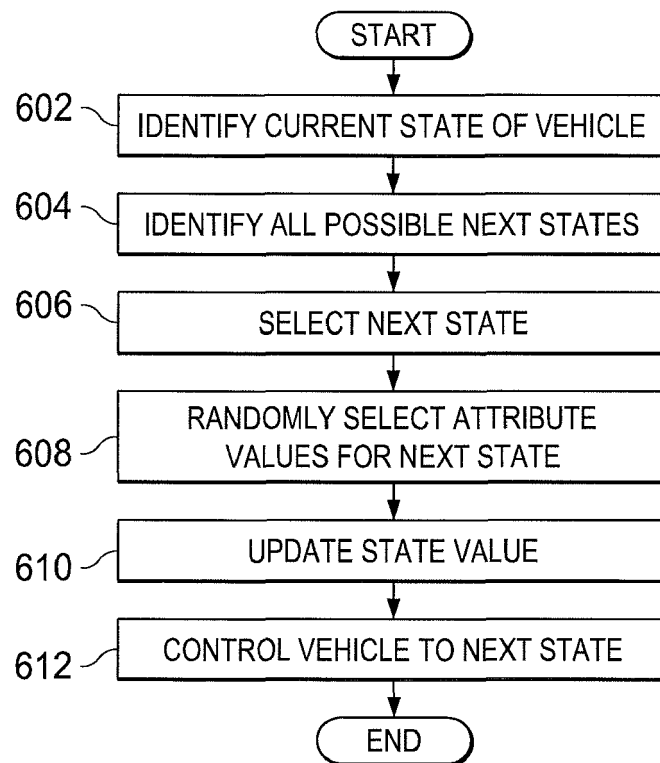 START
602
IDENTIFY CURRENT STATE OF VEHICLE
604
IDENTIFY ALL POSSIBLE NEXT STATES
606
SELECT NEXT STATE
608
RANDOMLY SELECT ATTRIBUTE
VALUES FOR NEXT STATE
610
UPDATE STATE VALUE
612
CONTROL VEHICLE TO NEXT STATE
END